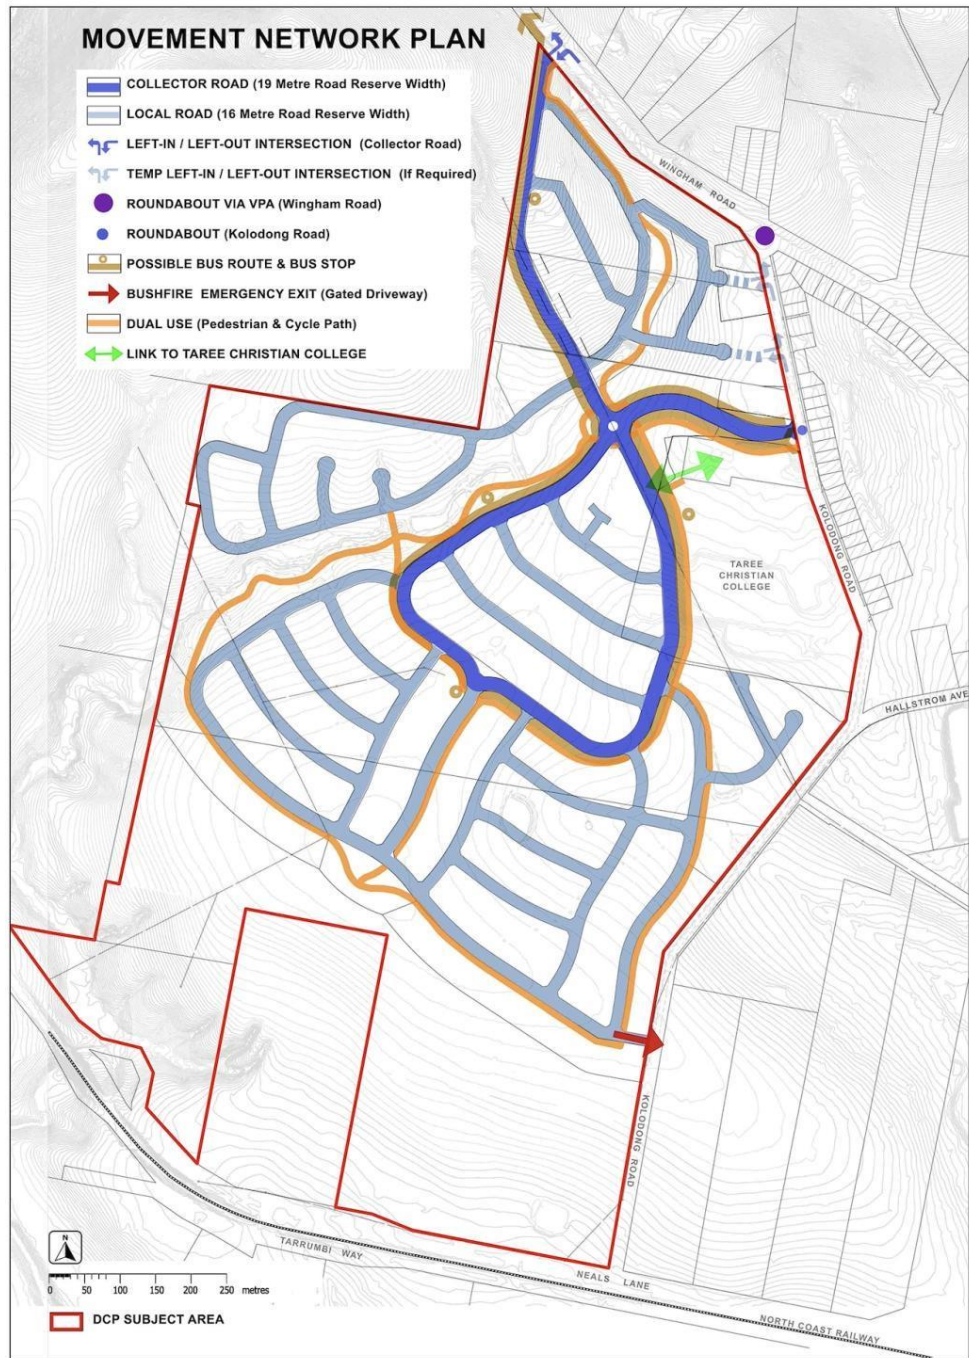 MOVEMENT NETWORK PLAN
COLLECTOR ROAD (19 Metre Road Reserve Width)
LOCAL ROAD (16 Metre Road Reserve Width)
LEFT-IN / LEFT-OUT INTERSECTION (Collector Road)
TEMP LEFT-IN / LEFT-OUT INTERSECTION (If Required)
ROUNDABOUT VIA VPA (Wingham Road)
ROUNDABOUT (Kolodong Road)
POSSIBLE BUS ROUTE & BUS STOP
BUSHFIRE EMERGENCY EXIT (Gated Driveway)
DUAL USE (Pedestrian & Cycle Path)
LINK TO TAREE CHRISTIAN COLLEGE
WINGHAM ROAD
KOLODONG ROAD
TAREE
CHRISTIAN
COLLEGE
HALLSTROM AVE
KOLODONG ROAD
TARRUMBI WAY
NEALS LANE
NORTH COAST RAILWAY
N
0 50 100 150 200 250 metres
DCP SUBJECT AREA